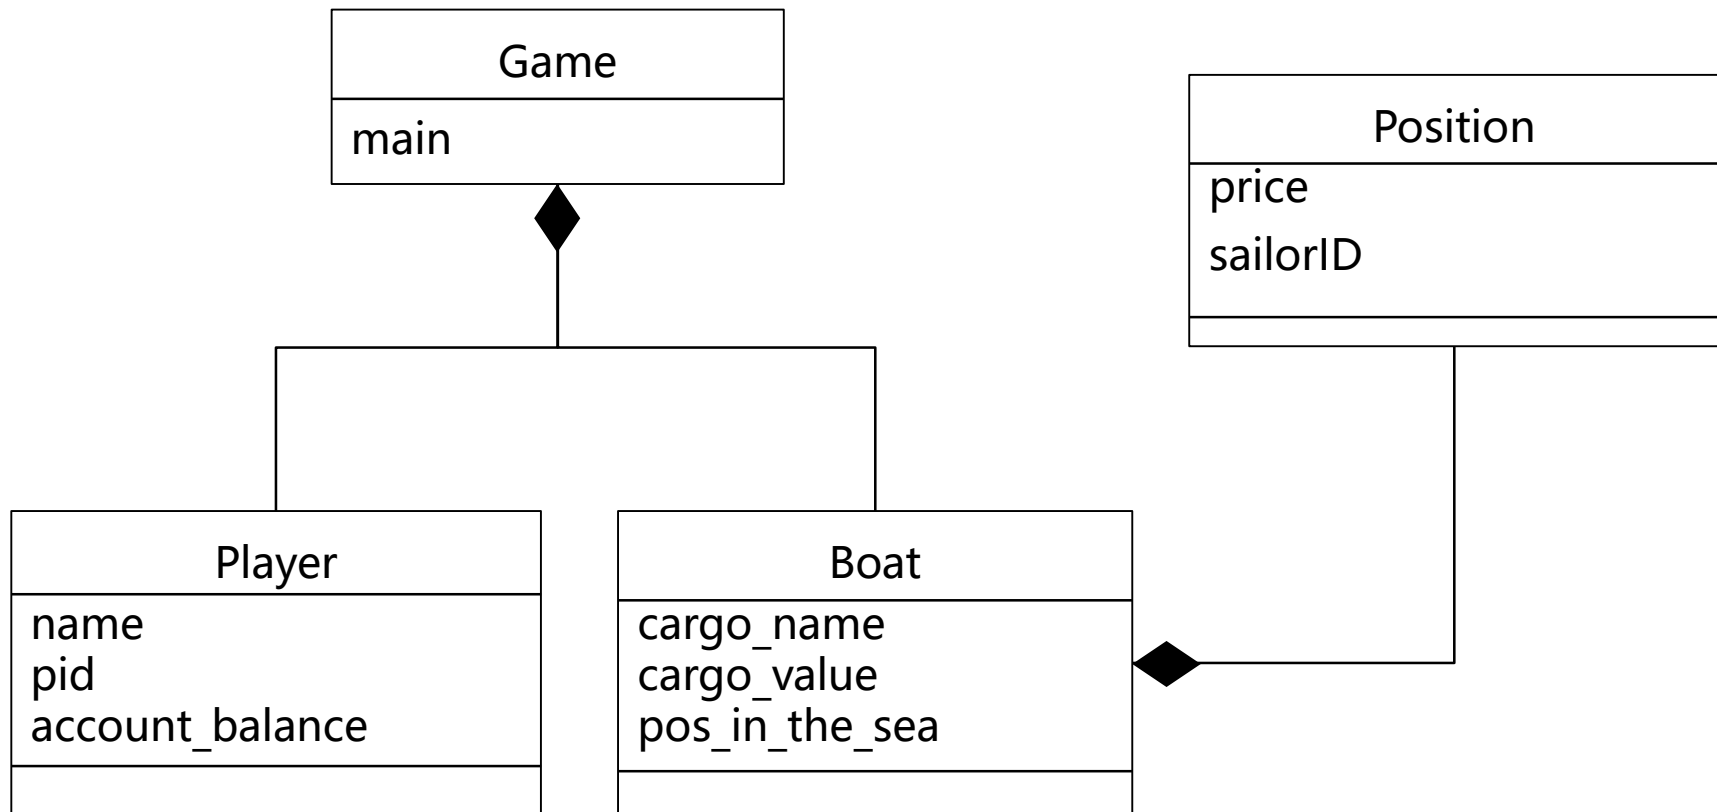 Game
main
Position
price
sailorID
Player
name
pid
account_balance
Boat
cargo_name
cargo_value
pos_in_the_sea